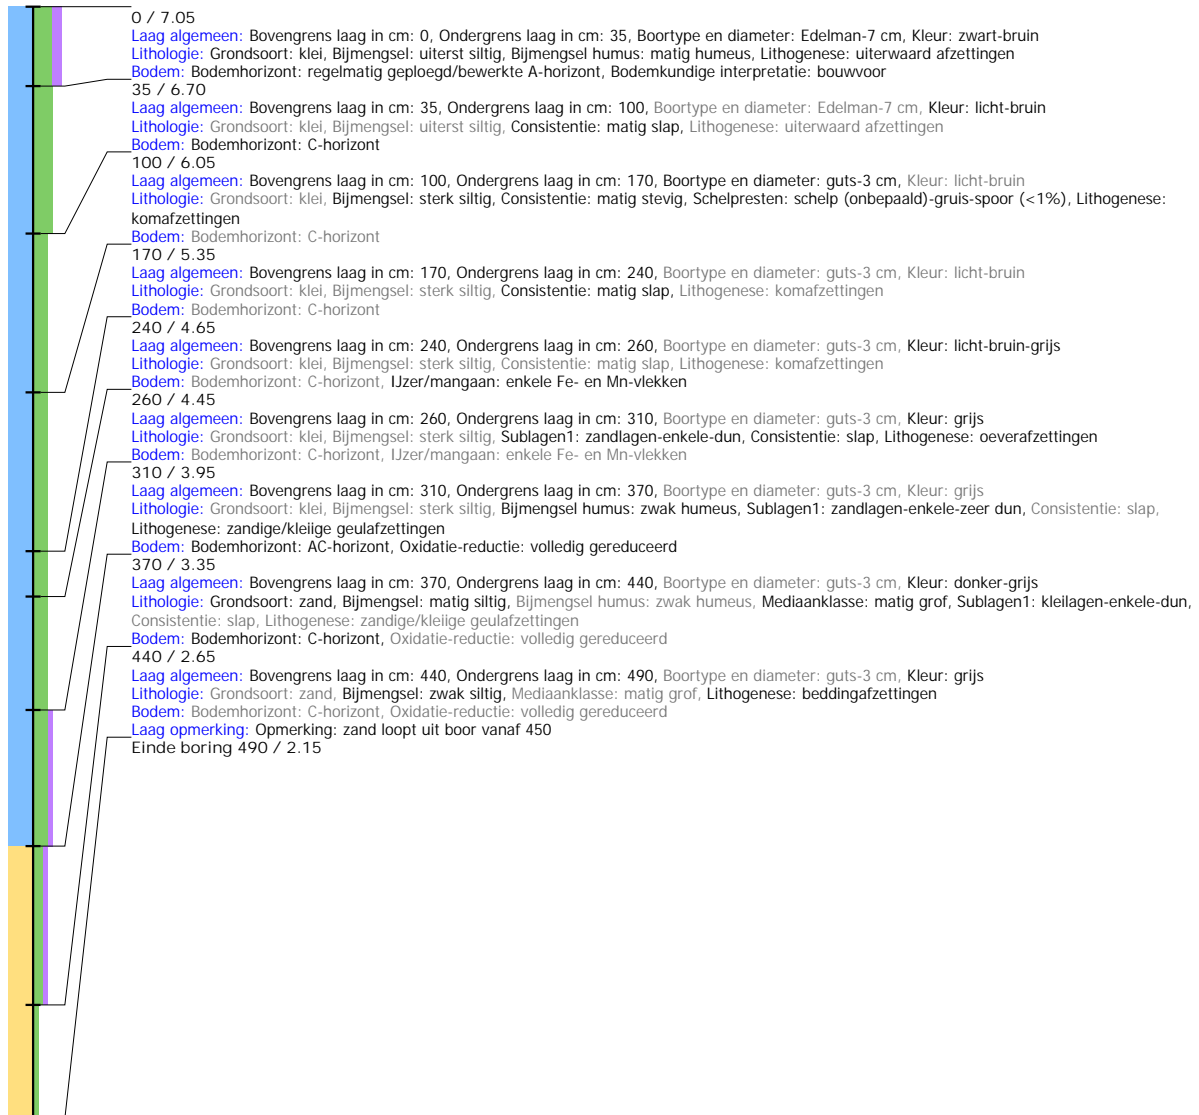 0 / 7.05
Laag algemeen: Bovengrens laag in cm: 0, Ondergrens laag in cm: 35, Boortype en diameter: Edelman-7 cm, Kleur: zwart-bruin
Lithologie: Grondsoort: klei, Bijmengsel: uiterst siltig, Bijmengsel humus: matig humeus, Lithogenese: uiterwaard afzettingen
Bodem: Bodemhorizont: regelmatig geploegd/bewerkte A-horizont, Bodemkundige interpretatie: bouwvoor
35 / 6.70
Laag algemeen: Bovengrens laag in cm: 35, Ondergrens laag in cm: 100, Boortype en diameter: Edelman-7 cm, Kleur: licht-bruin
Lithologie: Grondsoort: klei, Bijmengsel: uiterst siltig, Consistentie: matig slap, Lithogenese: uiterwaard afzettingen
Bodem: Bodemhorizont: C-horizont
100 / 6.05
Laag algemeen: Bovengrens laag in cm: 100, Ondergrens laag in cm: 170, Boortype en diameter: guts-3 cm, Kleur: licht-bruin
Lithologie: Grondsoort: klei, Bijmengsel: sterk siltig, Consistentie: matig stevig, Schelpresten: schelp (onbepaald)-gruis-spoor (<1%), Lithogenese:
komafzettingen
Bodem: Bodemhorizont: C-horizont
170 / 5.35
Laag algemeen: Bovengrens laag in cm: 170, Ondergrens laag in cm: 240, Boortype en diameter: guts-3 cm, Kleur: licht-bruin
Lithologie: Grondsoort: klei, Bijmengsel: sterk siltig, Consistentie: matig slap, Lithogenese: komafzettingen
Bodem: Bodemhorizont: C-horizont
240 / 4.65
Laag algemeen: Bovengrens laag in cm: 240, Ondergrens laag in cm: 260, Boortype en diameter: guts-3 cm, Kleur: licht-bruin-grijs
Lithologie: Grondsoort: klei, Bijmengsel: sterk siltig, Consistentie: matig slap, Lithogenese: komafzettingen
Bodem: Bodemhorizont: C-horizont, IJzer/mangaan: enkele Fe- en Mn-vlekken
260 / 4.45
Laag algemeen: Bovengrens laag in cm: 260, Ondergrens laag in cm: 310, Boortype en diameter: guts-3 cm, Kleur: grijs
Lithologie: Grondsoort: klei, Bijmengsel: sterk siltig, Sublagen1: zandlagen-enkele-dun, Consistentie: slap, Lithogenese: oeverafzettingen
Bodem: Bodemhorizont: C-horizont, IJzer/mangaan: enkele Fe- en Mn-vlekken
310 / 3.95
Laag algemeen: Bovengrens laag in cm: 310, Ondergrens laag in cm: 370, Boortype en diameter: guts-3 cm, Kleur: grijs
Lithologie: Grondsoort: klei, Bijmengsel: sterk siltig, Bijmengsel humus: zwak humeus, Sublagen1: zandlagen-enkele-zeer dun, Consistentie: slap,
Lithogenese: zandige/kleiige geulafzettingen
Bodem: Bodemhorizont: AC-horizont, Oxidatie-reductie: volledig gereduceerd
370 / 3.35
Laag algemeen: Bovengrens laag in cm: 370, Ondergrens laag in cm: 440, Boortype en diameter: guts-3 cm, Kleur: donker-grijs
Lithologie: Grondsoort: zand, Bijmengsel: matig siltig, Bijmengsel humus: zwak humeus, Mediaanklasse: matig grof, Sublagen1: kleilagen-enkele-dun,
Consistentie: slap, Lithogenese: zandige/kleiige geulafzettingen
Bodem: Bodemhorizont: C-horizont, Oxidatie-reductie: volledig gereduceerd
440 / 2.65
Laag algemeen: Bovengrens laag in cm: 440, Ondergrens laag in cm: 490, Boortype en diameter: guts-3 cm, Kleur: grijs
Lithologie: Grondsoort: zand, Bijmengsel: zwak siltig, Mediaanklasse: matig grof, Lithogenese: beddingafzettingen
Bodem: Bodemhorizont: C-horizont, Oxidatie-reductie: volledig gereduceerd
Laag opmerking: Opmerking: zand loopt uit boor vanaf 450
Einde boring 490 / 2.15